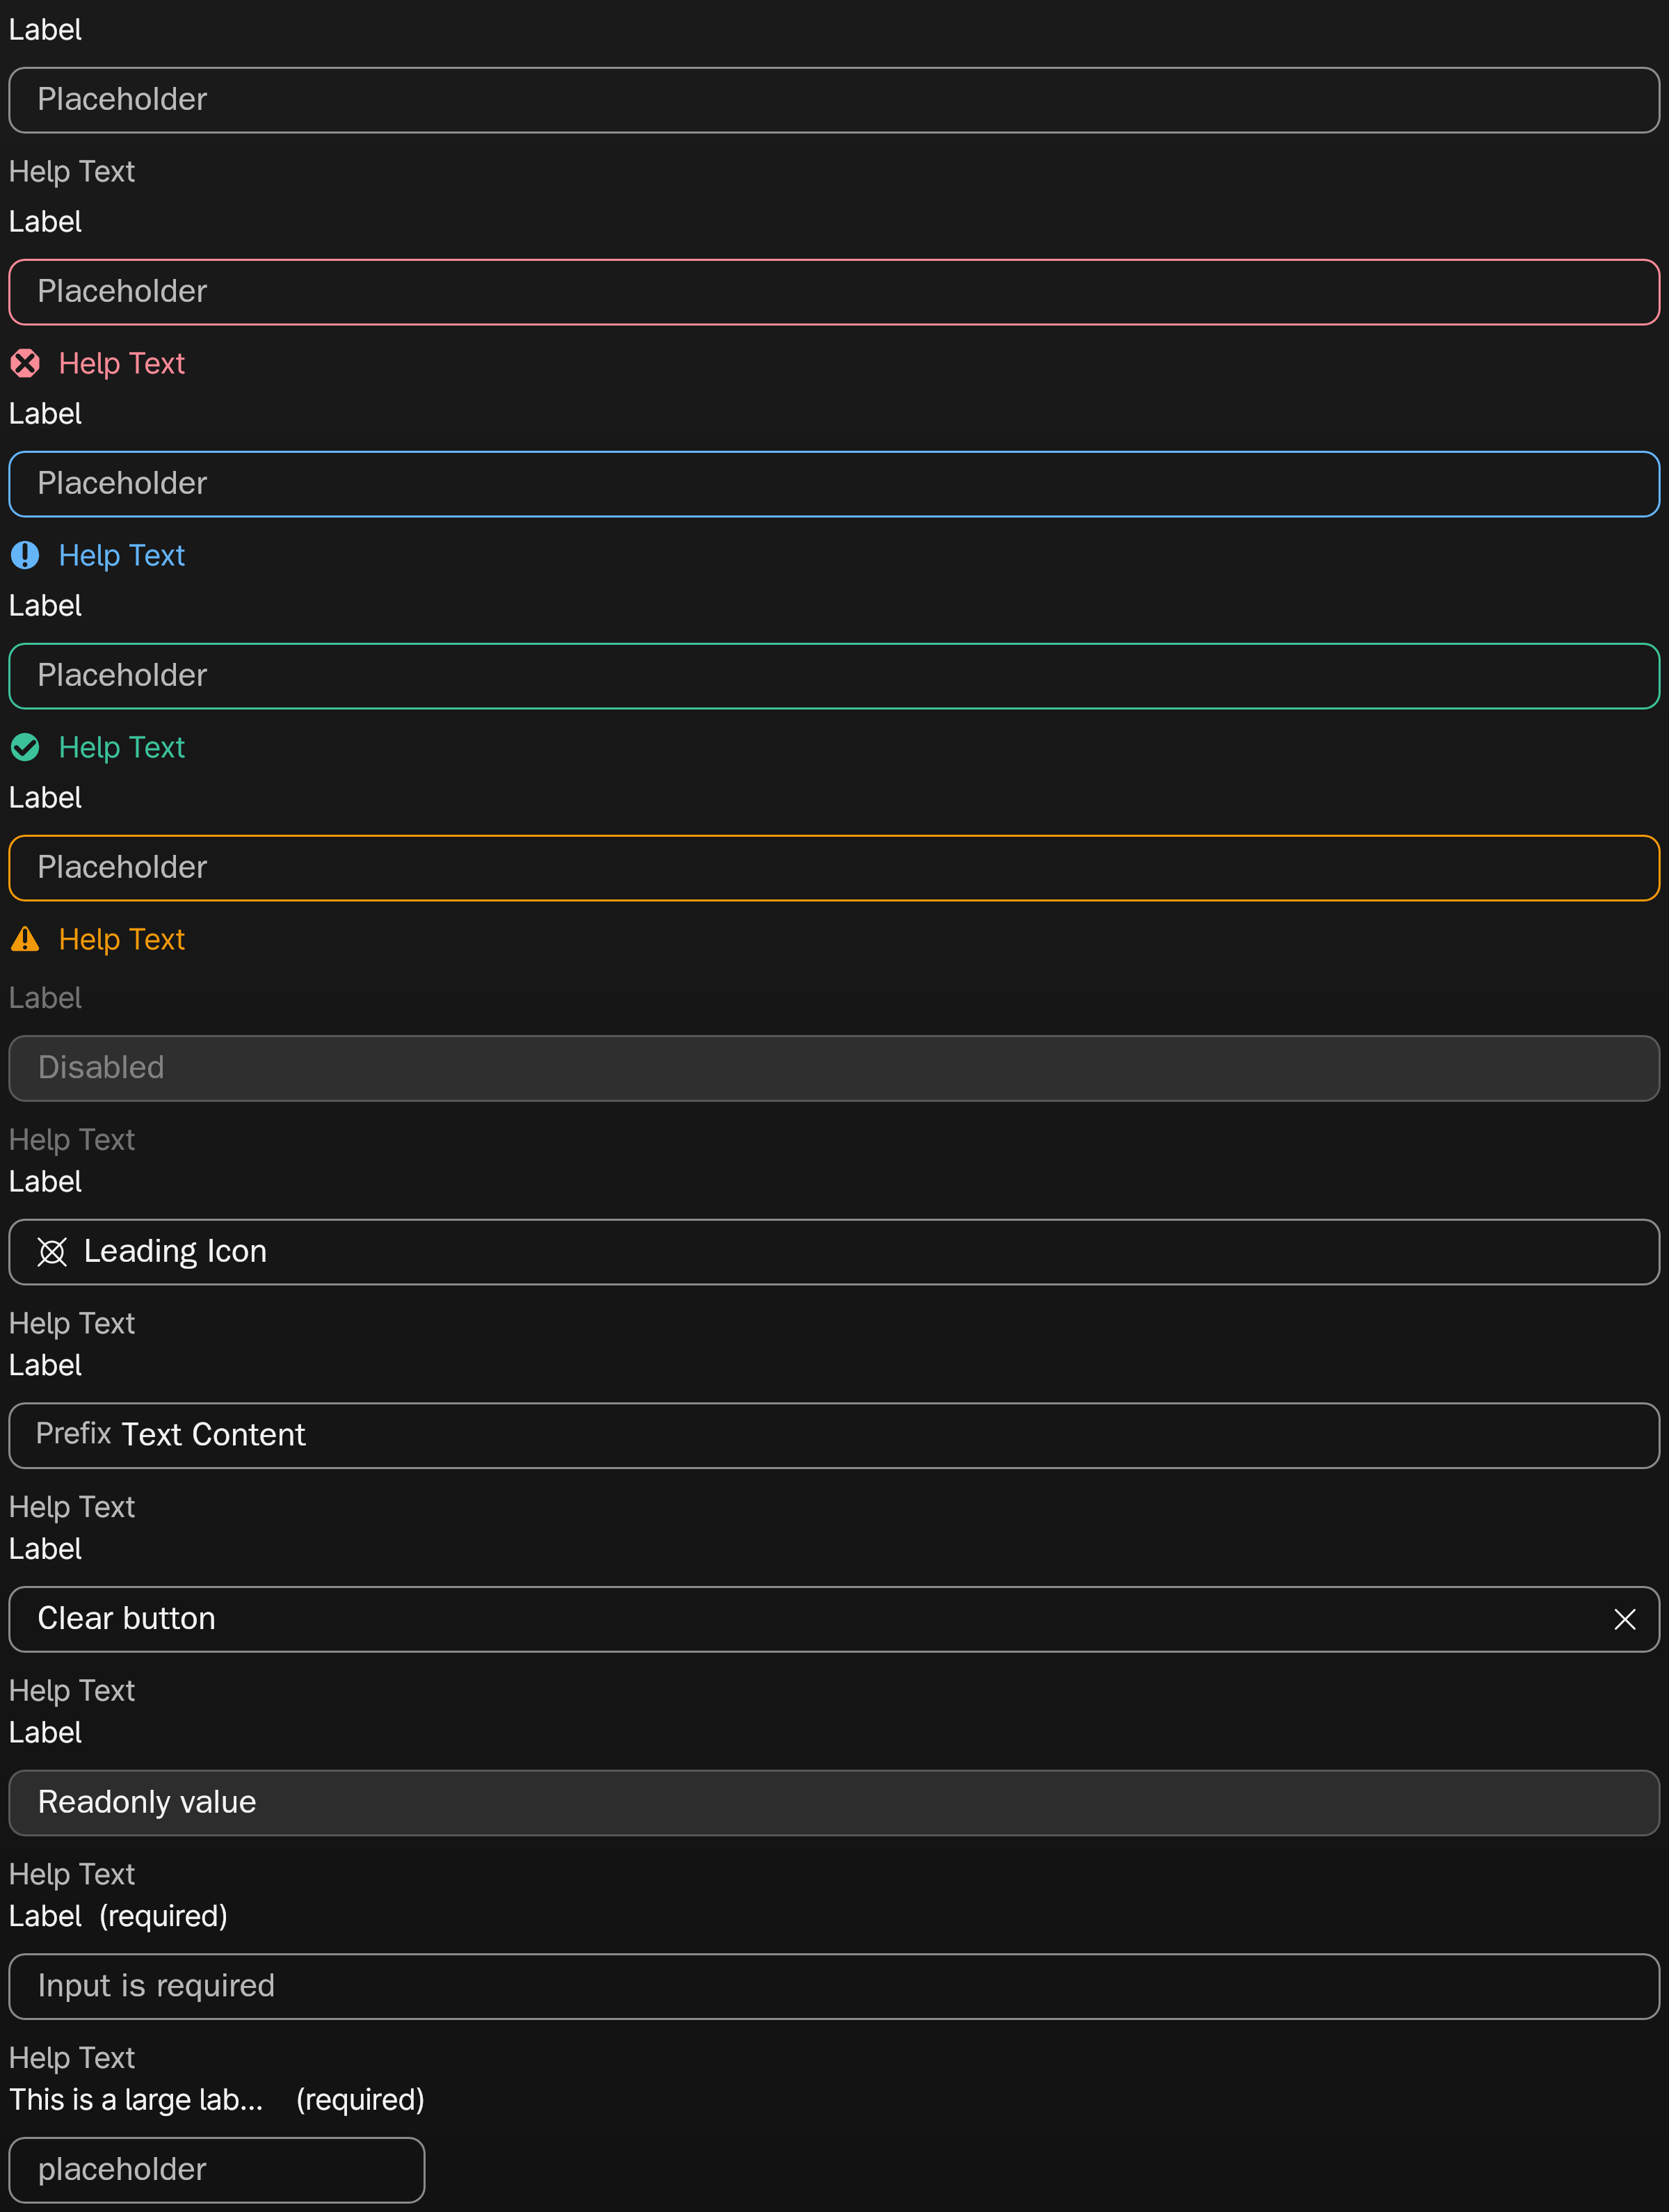 Label
Placeholder
Help Text
Label
Placeholder
Help Text
Label
Placeholder
Help Text
Label
Placeholder
Help Text
Label
Placeholder
Help Text
Label
Disabled
Help Text
Label
Leading Icon
Help Text
Label
Prefix Text Content
Help Text
Label
Clear button
Help Text
Label
Readonly value
Help Text
Label (required)
Input is required
Help Text
This is a large lab... (required)
placeholder